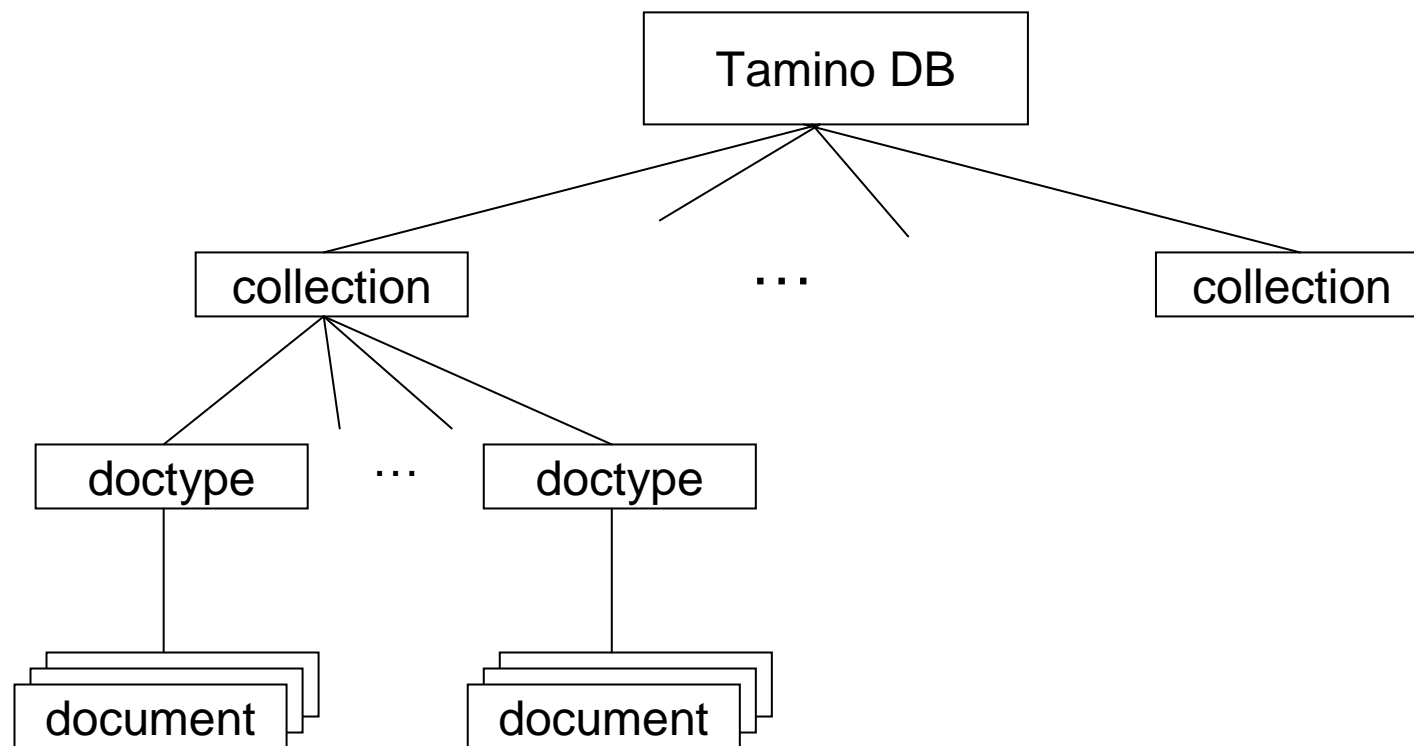 Tamino DB
collection ... collection
doctype ... doctype
document document